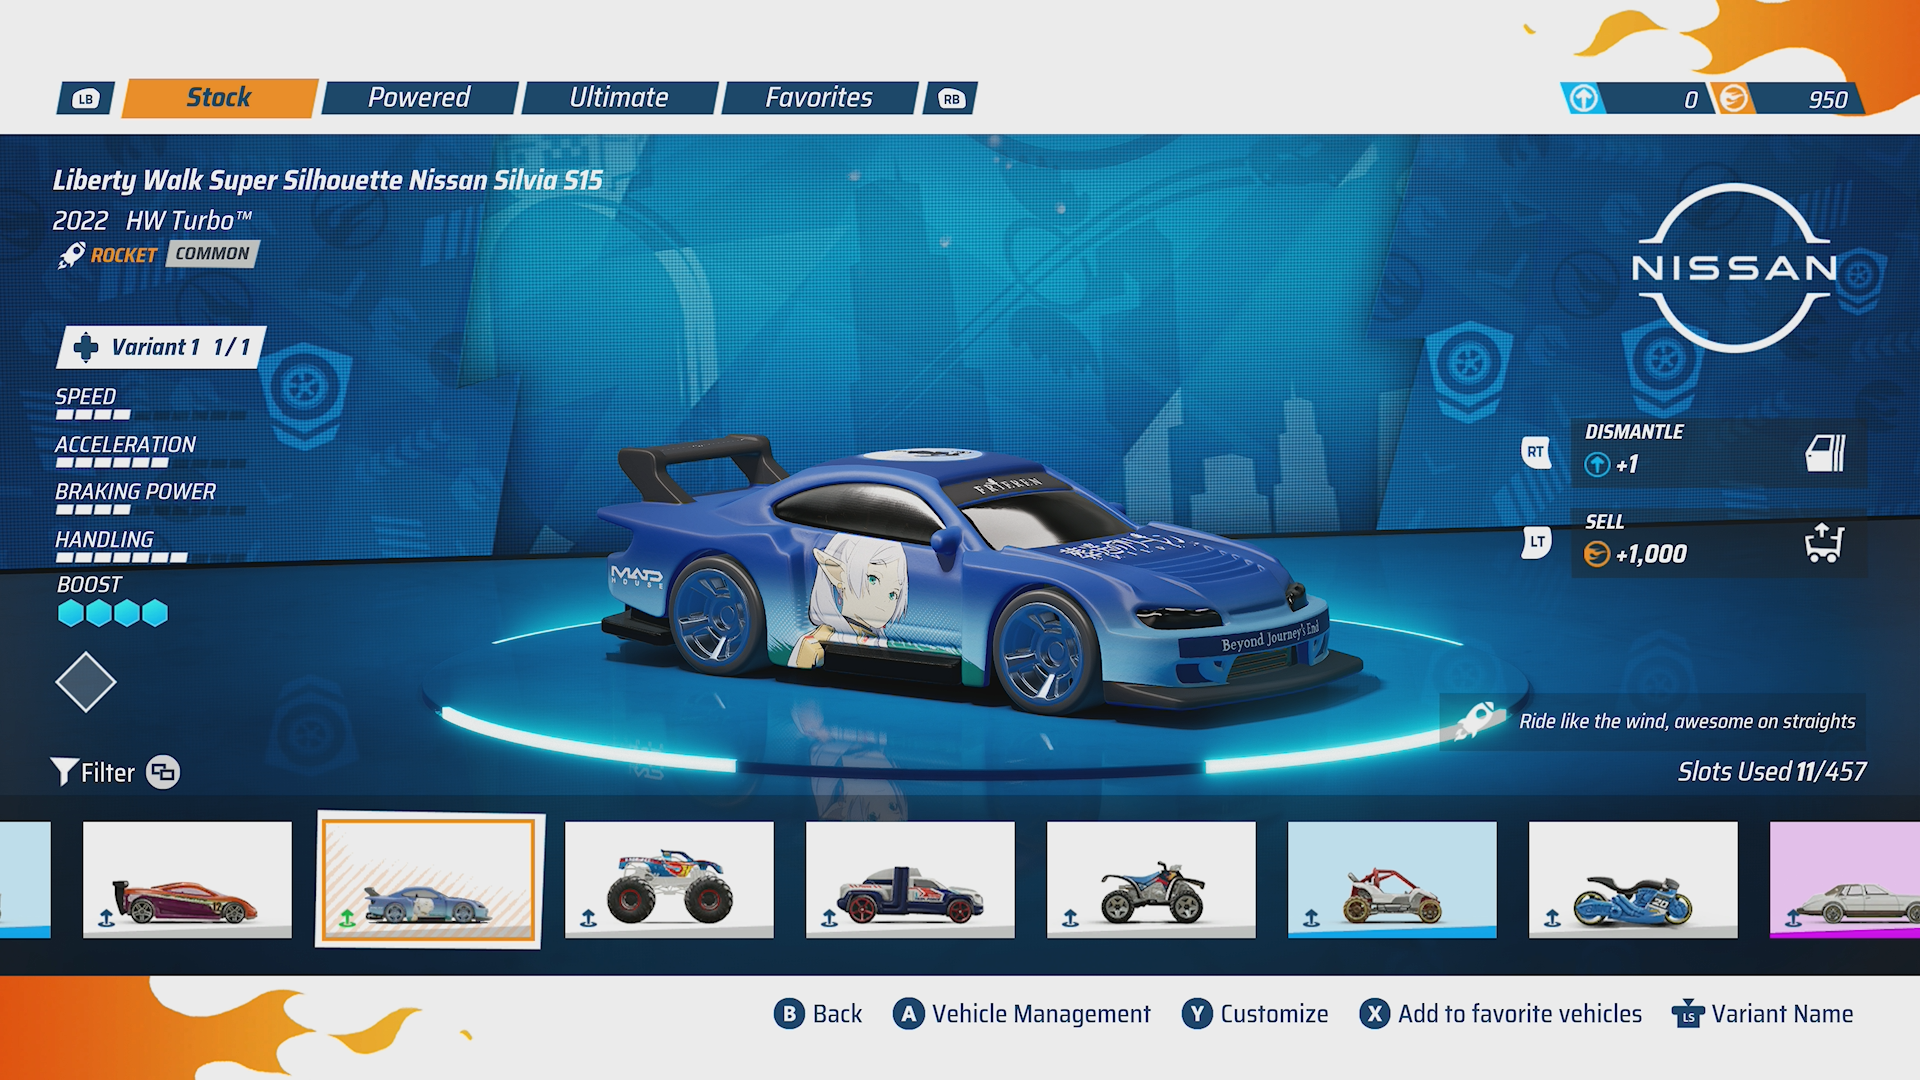 LB
Stock
Powered
Ultimate
Favorites
RB
0
950
Liberty Walk Super Silhouette Nissan Silvia S15
2022 HW Turbo™
ROCKET
COMMON
NISSAN
Variant 1 1/1
SPEED
ACCELERATION
BRAKING POWER
HANDLING
BOOST
RT
DISMANTLE
+1
LT
SELL
+1,000
FRIEREN
MAD
HOUSE
Beyond Journey's End
Ride like the wind, awesome on straights
Filter
Slots Used 11/457
B Back
A Vehicle Management
Y Customize
X Add to favorite vehicles
LS Variant Name